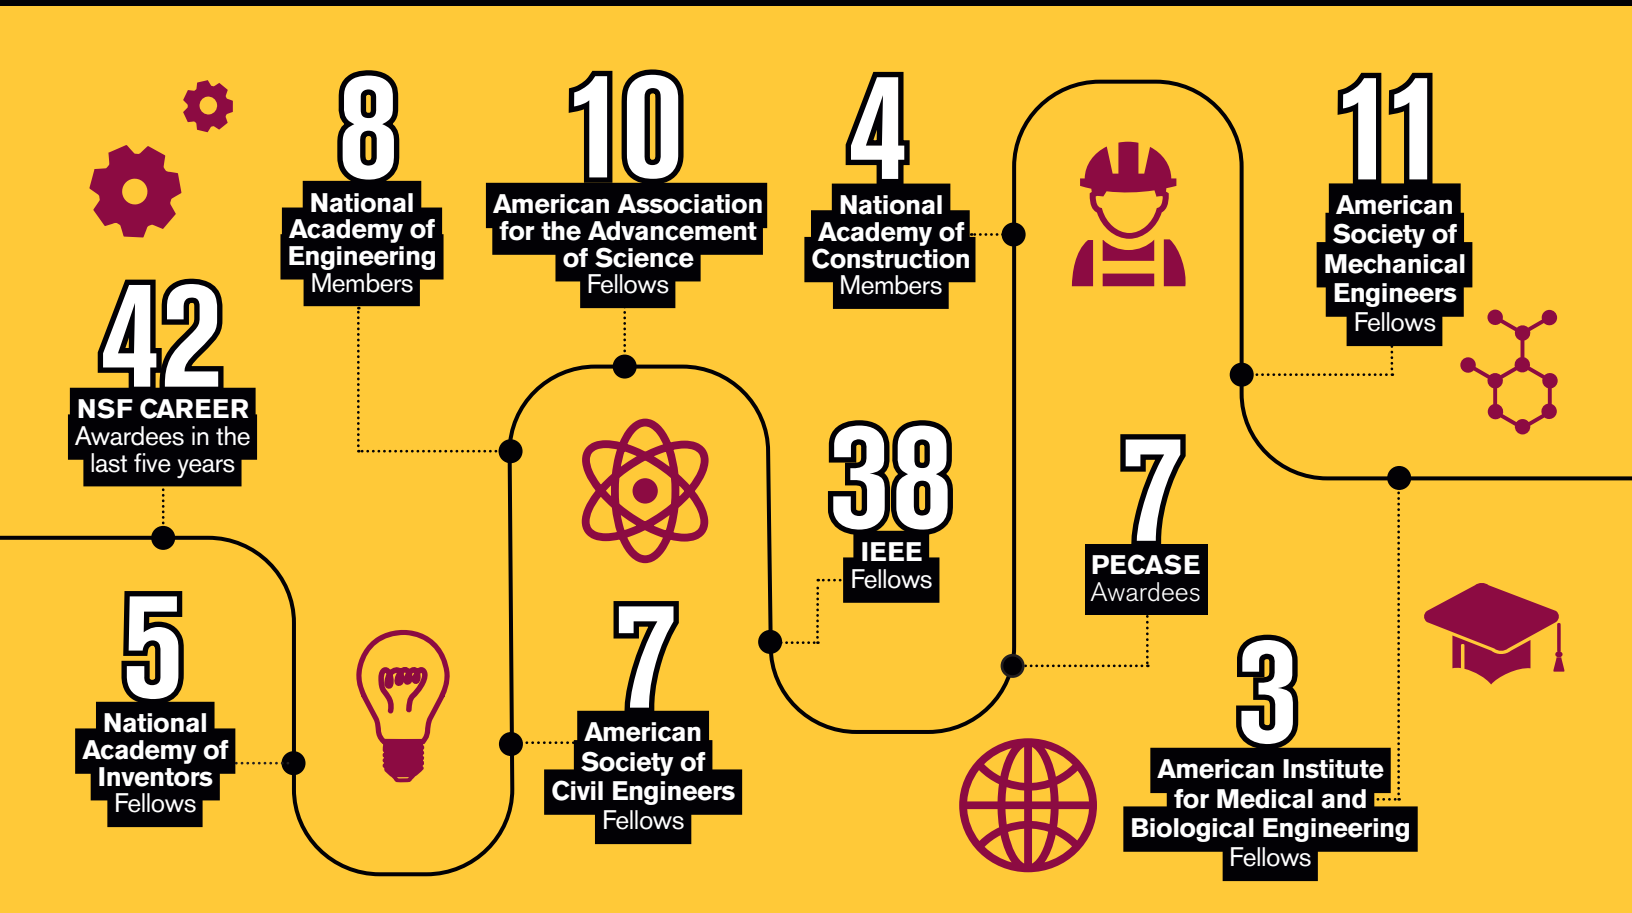 42
NSF CAREER
Awardees in the
last five years
5
National
Academy of
Inventors
Fellows
8
National
Academy of
Engineering
Members
7
American
Society of
Civil Engineers
Fellows
10
American Association
for the Advancement
of Science
Fellows
38
IEEE
Fellows
4
National
Academy of
Construction
Members
7
PECASE
Awardees
11
American
Society of
Mechanical
Engineers
Fellows
3
American Institute
for Medical and
Biological Engineering
Fellows